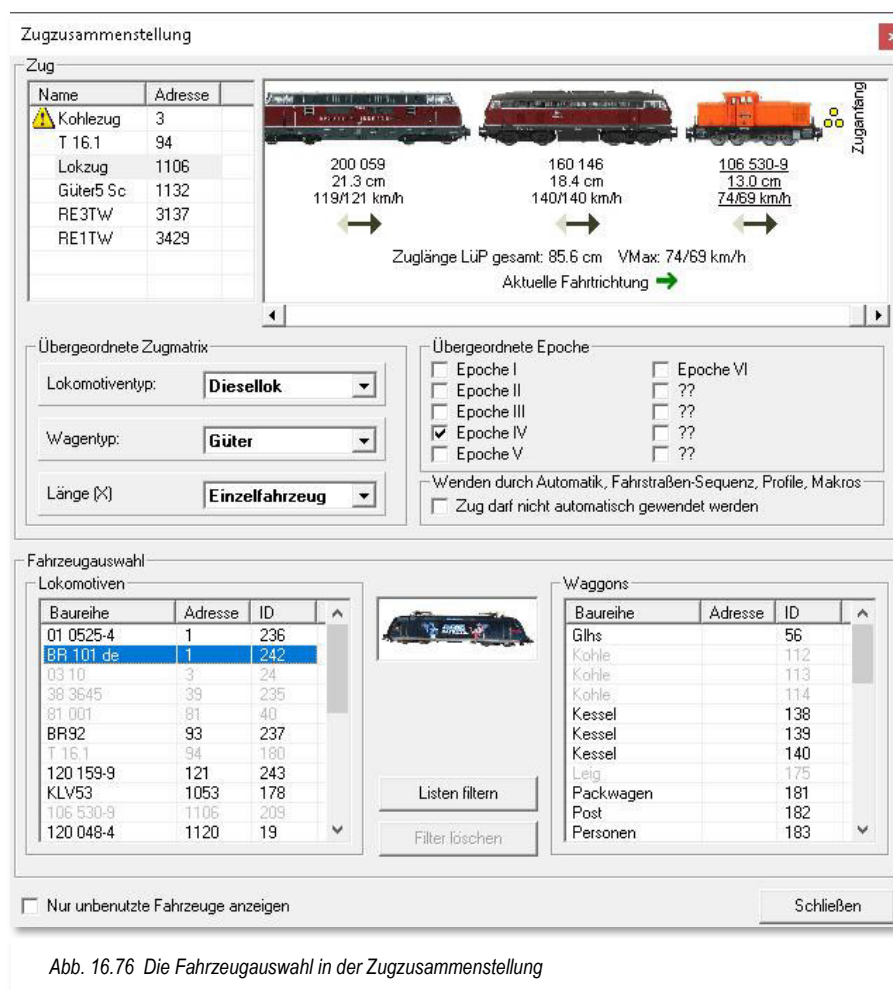 Zugzusammenstellung
Zug
Name Adresse
Kohlezug 3
T 16.1 94
Lokzug 1106
Güter5 Sc 1132
RE3TW 3137
RE1TW 3429
Zuganfang
200 059 160 146 106 530-9
21.3 cm 18.4 cm 13.0 cm
119/121 km/h 140/140 km/h 74/69 km/h
Zuglänge LüP gesamt: 85.6 cm VMax: 74/69 km/h
Aktuelle Fahrtrichtung
Übergeordnete Zugmatrix
Lokomotiventyp: Diesellok
Wagentyp: Güter
Länge (X) Einzelfahrzeug
Übergeordnete Epoche
Epoche I Epoche VI
Epoche II ??
Epoche III ??
Epoche IV ??
Epoche V ??
Wenden durch Automatik, Fahrstraßen-Sequenz, Profile, Makros
Zug darf nicht automatisch gewendet werden
Fahrzeugauswahl
Lokomotiven
Baureihe Adresse ID
01 0525-4 1 236
BR 101 de 1 242
03 10 3 24
38 3645 39 235
81 001 81 40
BR92 93 237
T 16.1 94 180
120 159-9 121 243
KLV53 1053 178
106 530-9 1106 209
120 048-4 1120 19
Listen filtern
Filter löschen
Waggons
Baureihe Adresse ID
Glhs 56
Kohle 112
Kohle 113
Kohle 114
Kessel 138
Kessel 139
Kessel 140
Leig 175
Packwagen 181
Post 182
Personen 183
Nur unbenutzte Fahrzeuge anzeigen
Schließen
Abb. 16.76 Die Fahrzeugauswahl in der Zugzusammenstellung